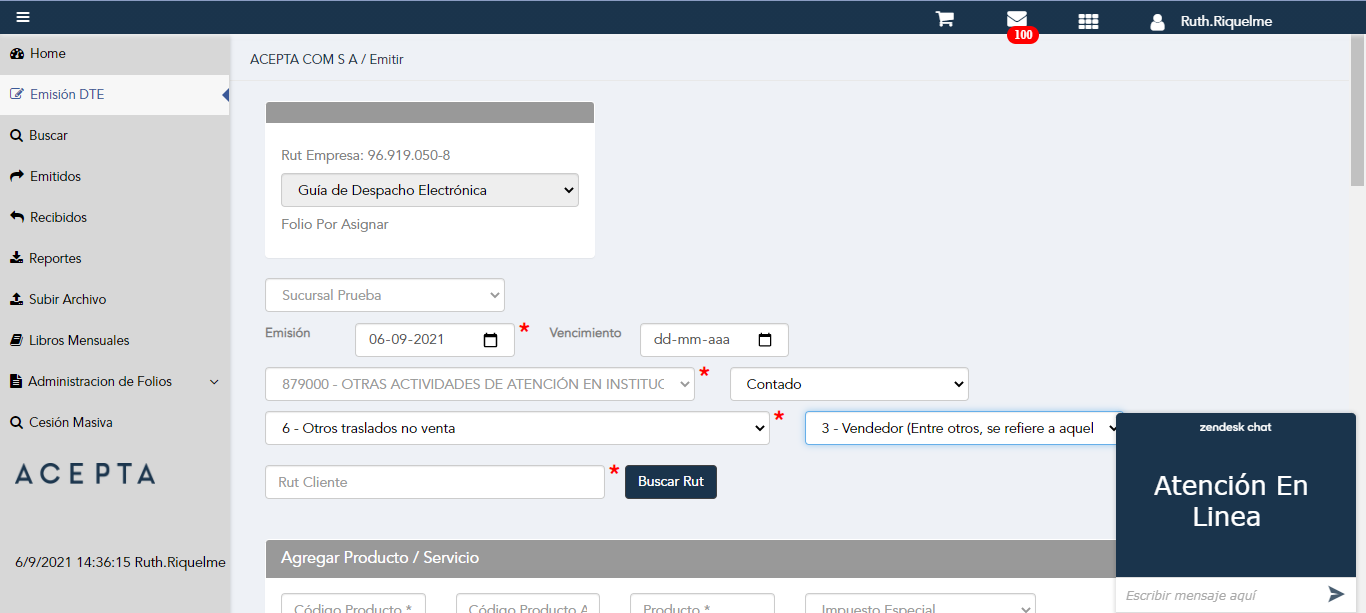 100
Ruth.Riquelme
Home
Emisión DTE
Buscar
Emitidos
Recibidos
Reportes
Subir Archivo
Libros Mensuales
Administracion de Folios
Cesión Masiva
ACEPTA
6/9/2021 14:36:15 Ruth.Riquelme
ACEPTA COM S A / Emitir
Rut Empresa: 96.919.050-8
Guía de Despacho Electrónica
Folio Por Asignar
Sucursal Prueba
Emisión 06-09-2021 * Vencimiento dd-mm-aaa
879000 - OTRAS ACTIVIDADES DE ATENCIÓN EN INSTITUC * Contado
6 - Otros traslados no venta * 3 - Vendedor (Entre otros, se refiere a aquel
Rut Cliente * Buscar Rut
Agregar Producto / Servicio
Código Producto * Código Producto A Producto * Impuesto Especial
zendesk chat
Atención En
Linea
Escribir mensaje aquí